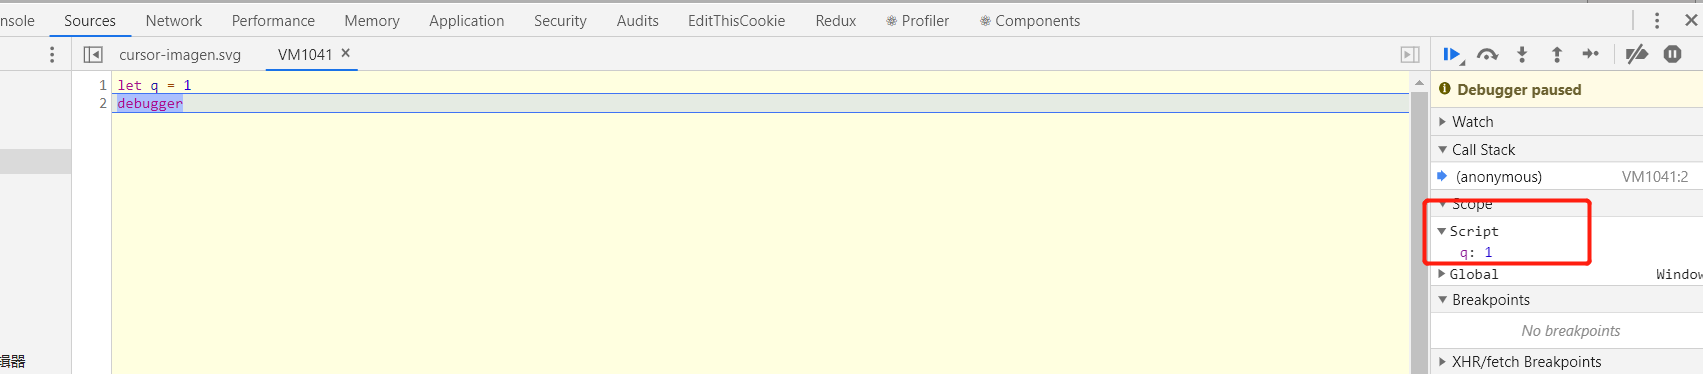 nsole Sources Network Performance Memory Application Security Audits EditThisCookie Redux Profiler Components
cursor-imagen.svg VM1041 ×
1 let q = 1
2 debugger
Debugger paused
Watch
Call Stack
(anonymous) VM1041:2
Scope
Script
q: 1
Global Window
Breakpoints
No breakpoints
XHR/fetch Breakpoints
辑器